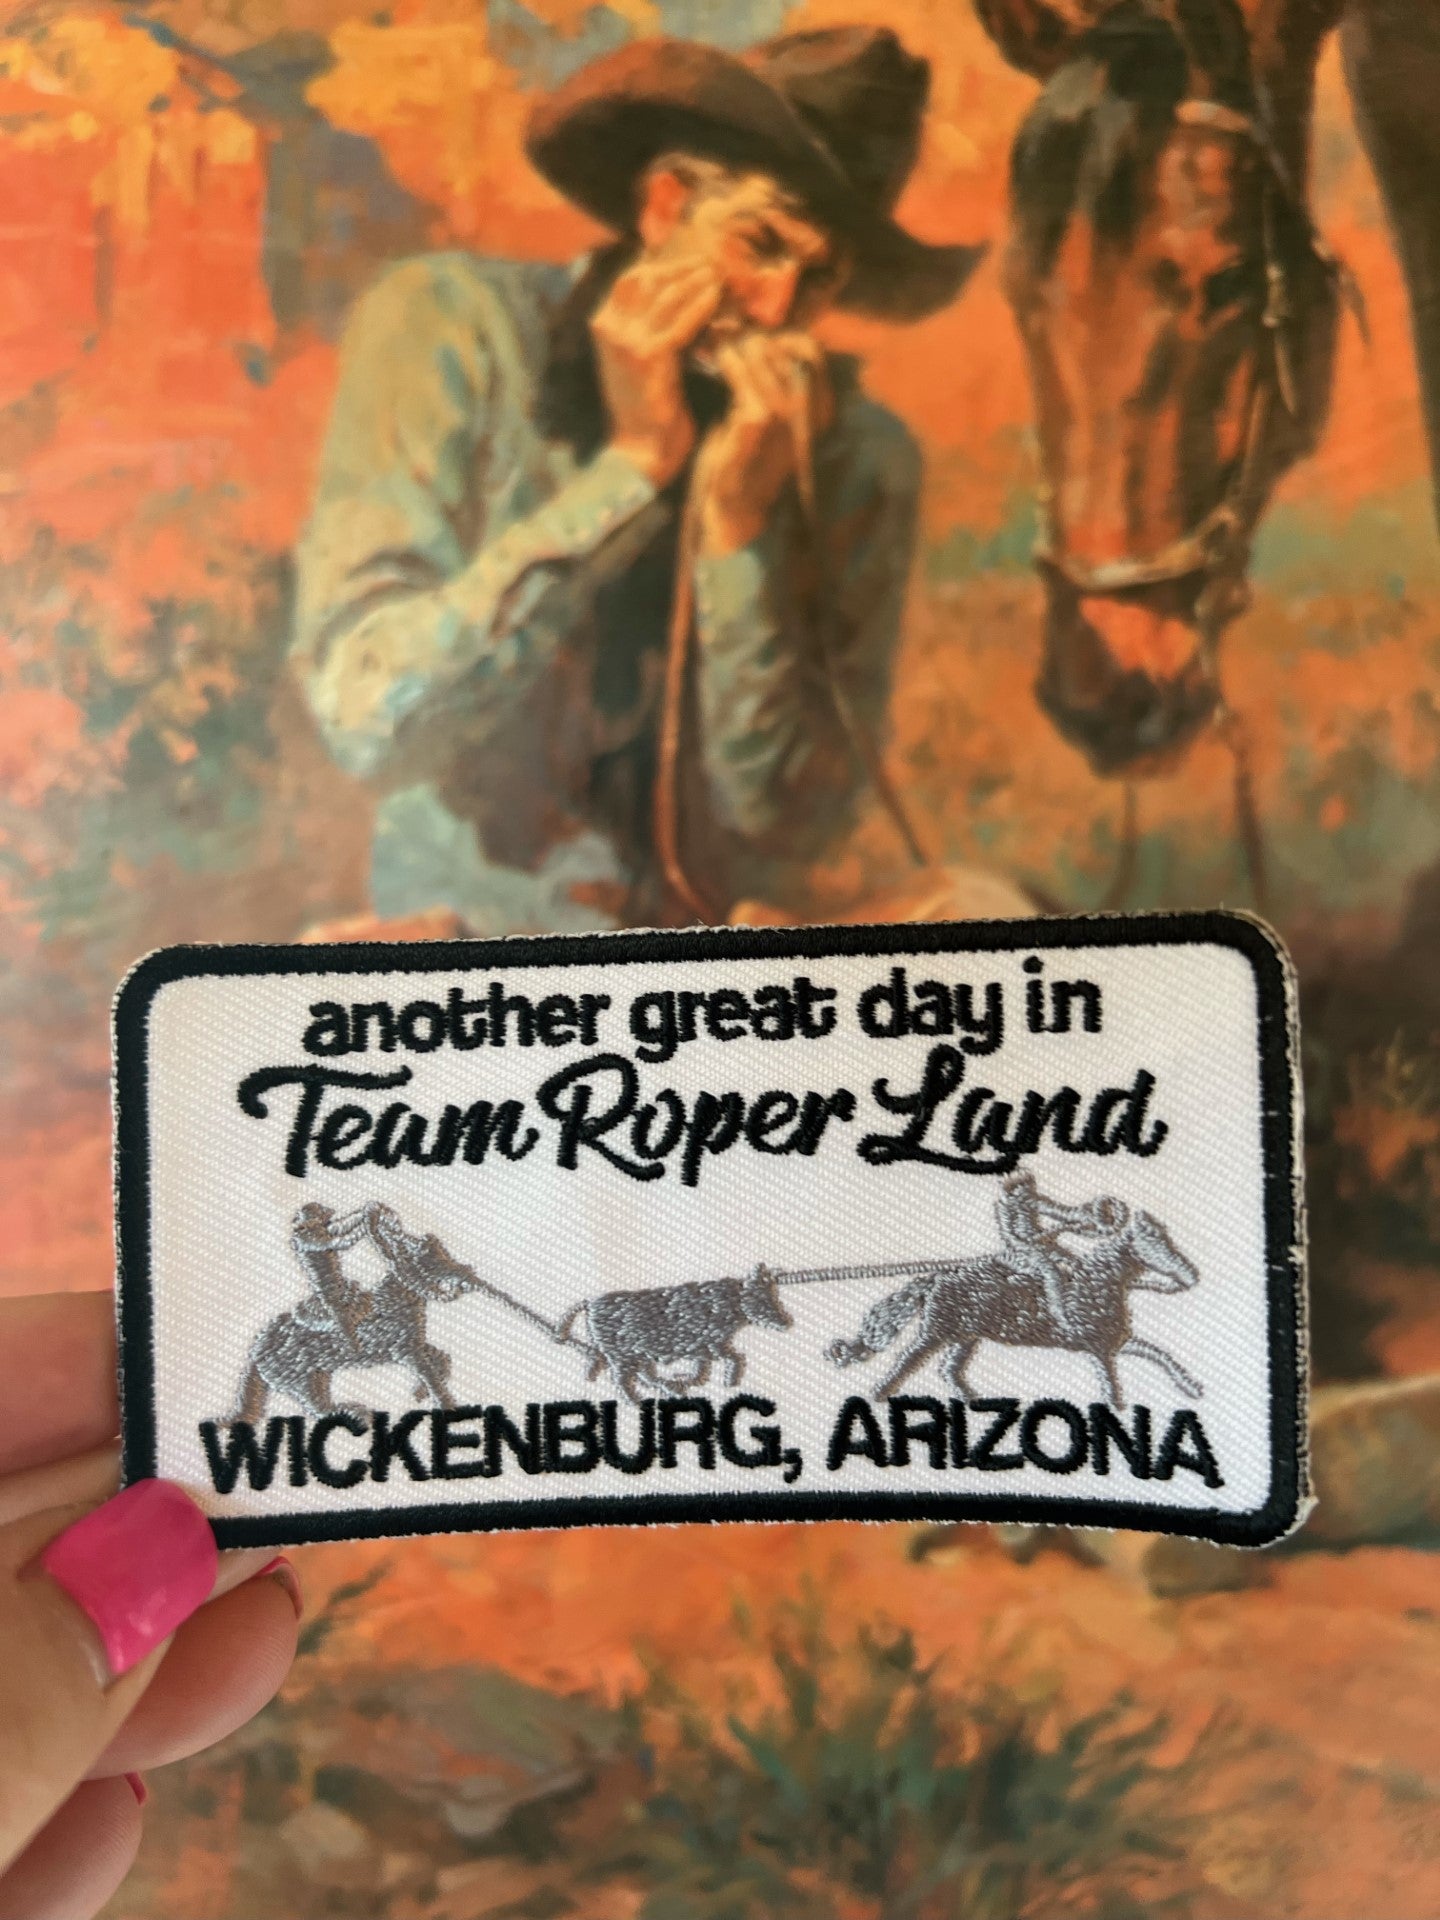 another great day in
Team Roper Land
WICKENBURG, ARIZONA